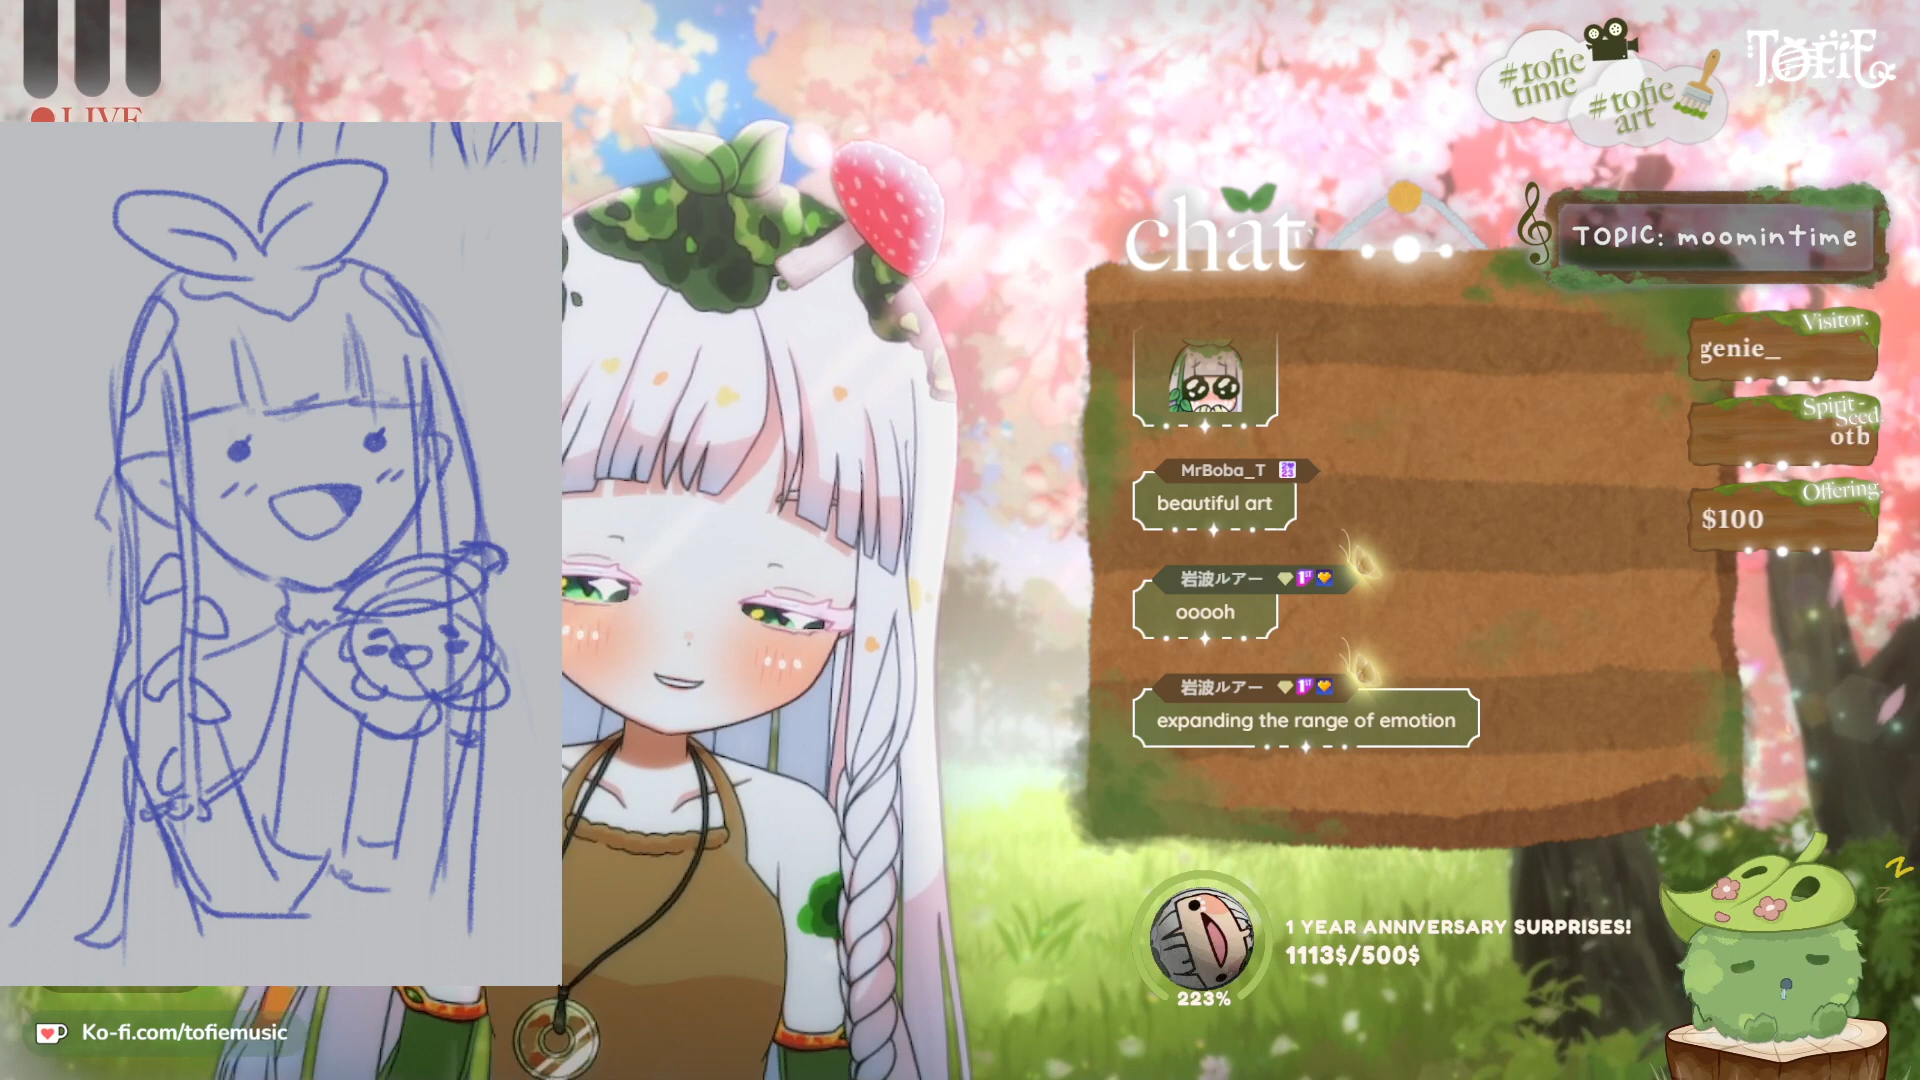 LIVE
#tofie
time
#tofie
art
TOFIE
chat
TOPIC: moomintime
Visitor.
genie_
Spirit-
Seed.
otb
Offering.
$100
MrBoba_T
beautiful art
岩波ルアー 1ST
ooooh
岩波ルアー 1ST
expanding the range of emotion
1 YEAR ANNIVERSARY SURPRISES!
1113$/500$
223%
Z
Z
Ko-fi.com/tofiemusic